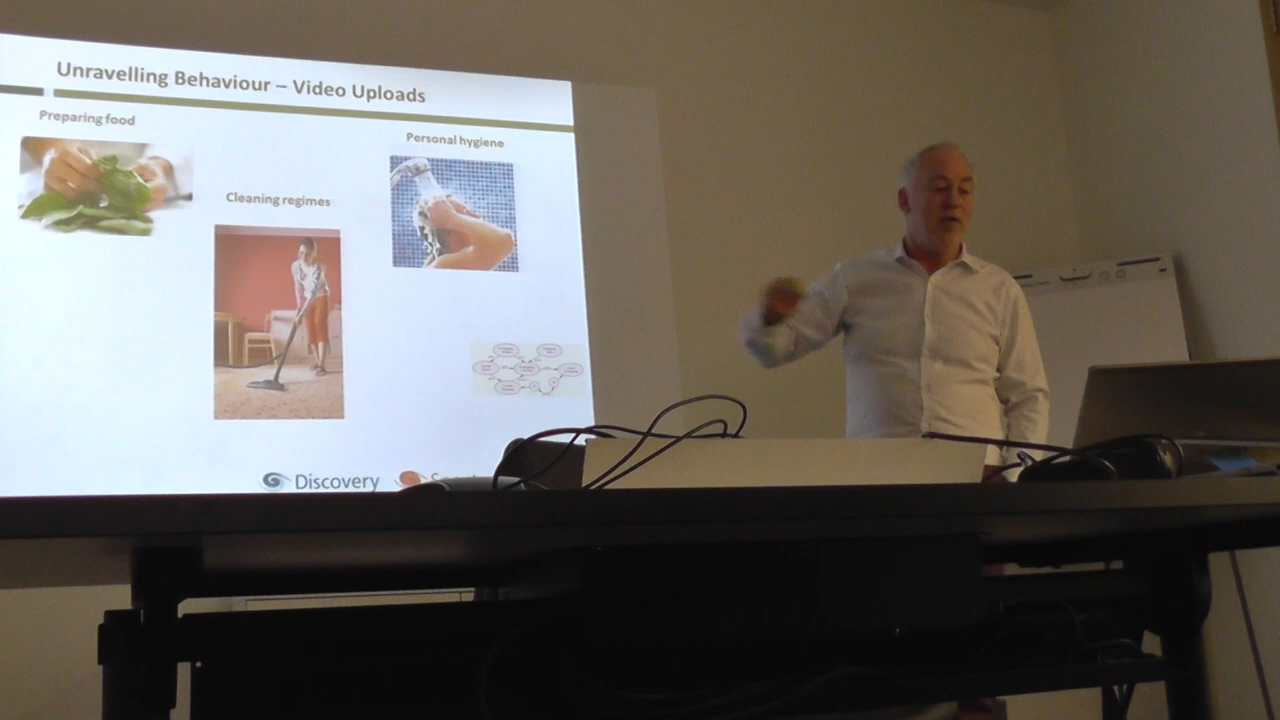 Unravelling Behaviour – Video Uploads
Preparing food
Personal hygiene
Cleaning regimes
Discovery